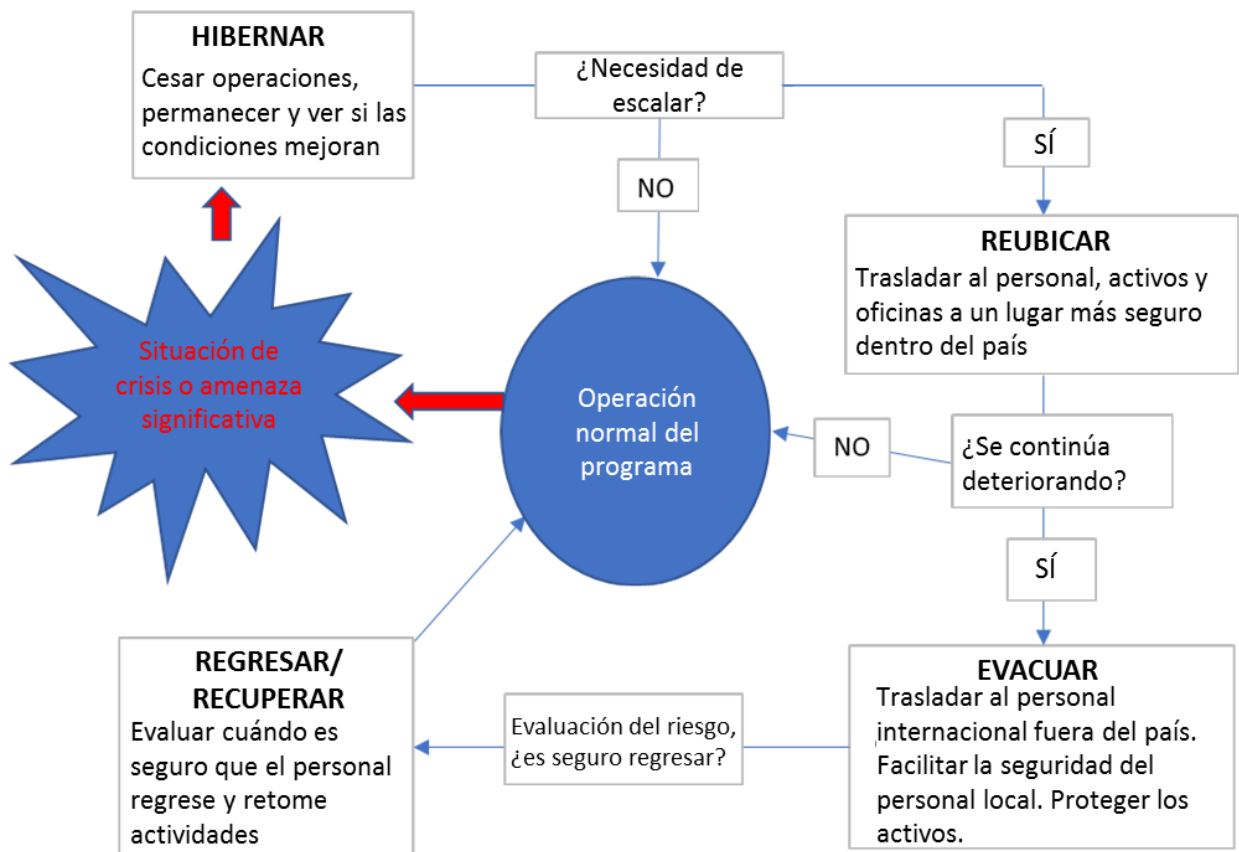 HIBERNAR
Cesar operaciones,
permanecer y ver si las
condiciones mejoran
¿Necesidad de
escalar?
SÍ
NO
REUBICAR
Trasladar al personal, activos y
oficinas a un lugar más seguro
dentro del país
Situación de
crisis o amenaza
significativa
Operación
normal del
programa
NO
¿Se continúa
deteriorando?
SÍ
REGRESAR/
RECUPERAR
Evaluar cuándo es
seguro que el personal
regrese y retome
actividades
Evaluación del riesgo,
¿es seguro regresar?
EVACUAR
Trasladar al personal
internacional fuera del país.
Facilitar la seguridad del
personal local. Proteger los
activos.